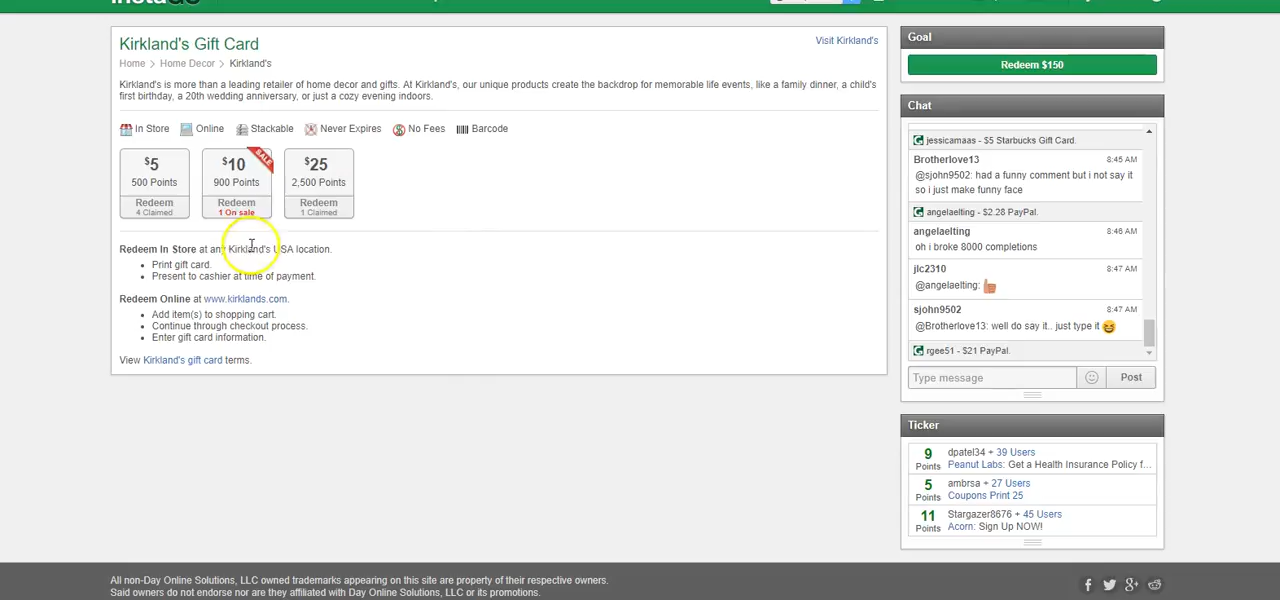 Kirkland's Gift Card
Visit Kirkland's
Home > Home Decor > Kirkland's
Kirkland's is more than a leading retailer of home decor and gifts. At Kirkland's, our unique products create the backdrop for memorable life events, like a family dinner, a child's
first birthday, a 20th wedding anniversary, or just a cozy evening indoors.
In Store Online Stackable Never Expires No Fees Barcode
$5
500 Points
Redeem
4 Claimed
$10
SALE
900 Points
Redeem
1 On sale
$25
2,500 Points
Redeem
1 Claimed
Redeem In Store at any Kirkland's USA location.
• Print gift card.
• Present to cashier at time of payment.
Redeem Online at www.kirklands.com.
• Add item(s) to shopping cart.
• Continue through checkout process.
• Enter gift card information.
View Kirkland's gift card terms.
Goal
Redeem $150
Chat
jessicamaas - $5 Starbucks Gift Card.
Brotherlove13 8:45 AM
@sjohn9502: had a funny comment but i not say it
so i just make funny face
angelaelting - $2.28 PayPal.
angelaelting 8:46 AM
oh i broke 8000 completions
jlc2310 8:47 AM
@angelaelting:
sjohn9502 8:47 AM
@Brotherlove13: well do say it.. just type it
rgee51 - $21 PayPal.
Type message
Post
Ticker
9 Points dpatel34 + 39 Users
Peanut Labs: Get a Health Insurance Policy f...
5 Points ambrsa + 27 Users
Coupons Print 25
11 Points Stargazer8676 + 45 Users
Acorn: Sign Up NOW!
All non-Day Online Solutions, LLC owned trademarks appearing on this site are property of their respective owners.
Said owners do not endorse nor are they affiliated with Day Online Solutions, LLC or its promotions.